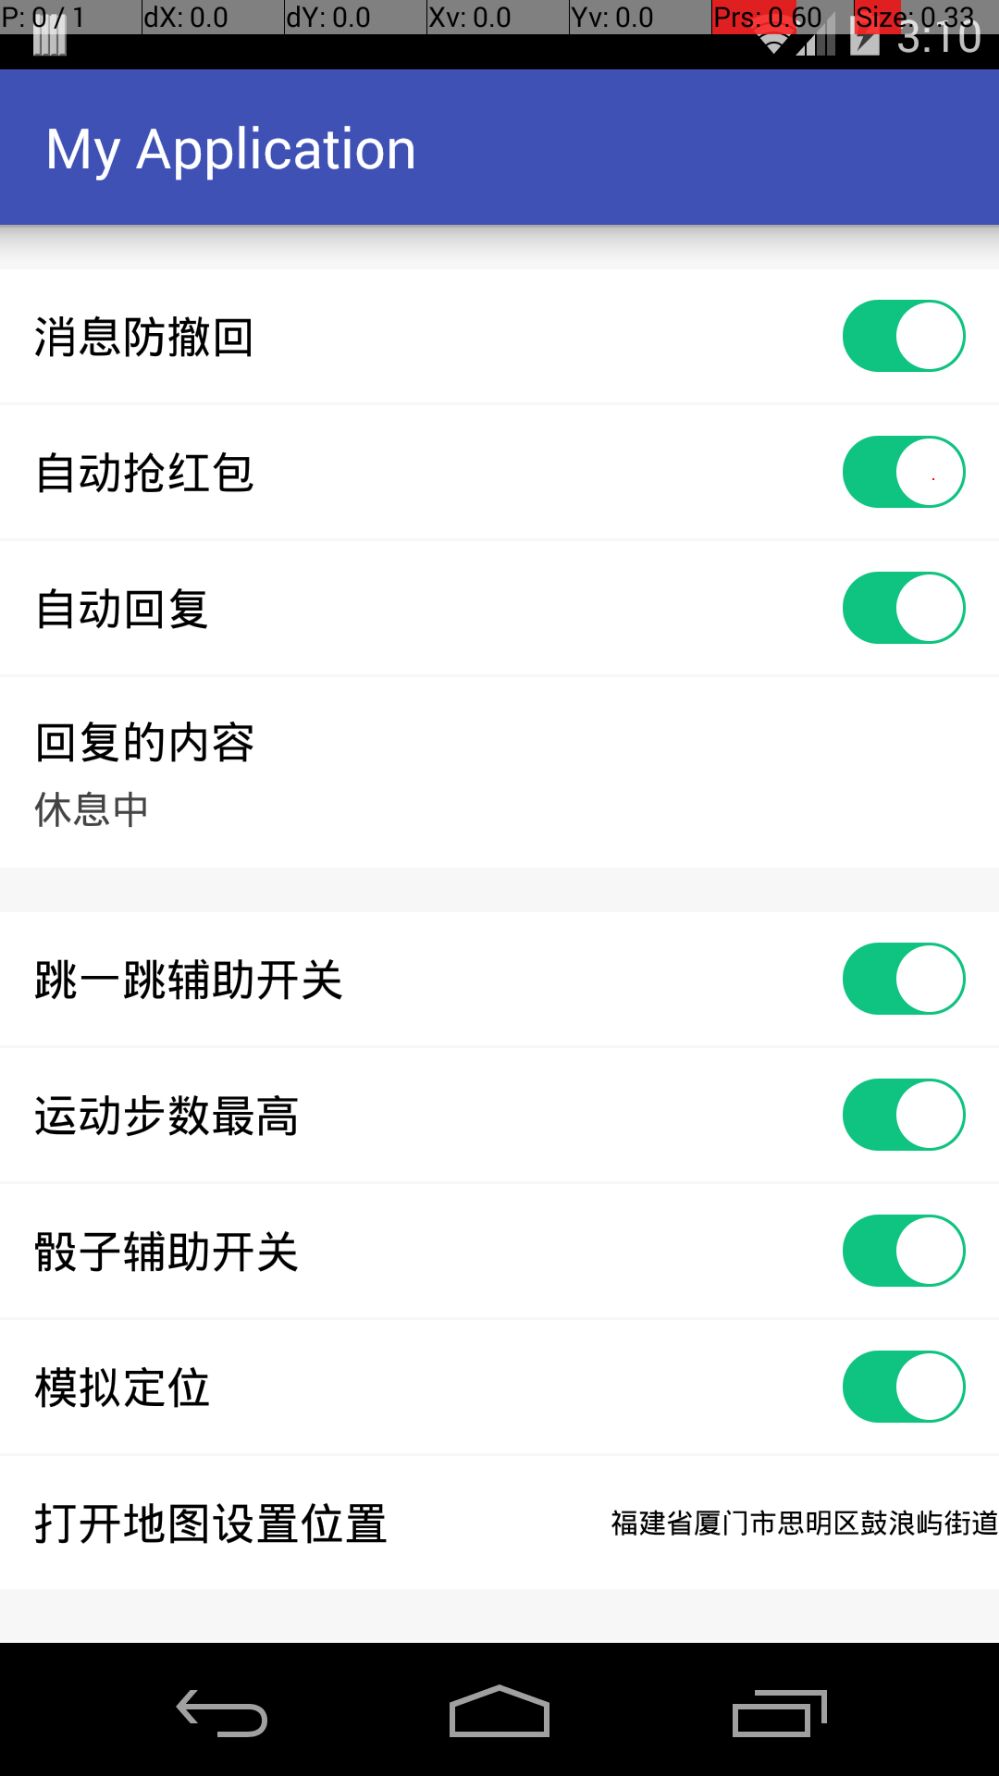 P: 0 / 1 dX: 0.0 dY: 0.0 Xv: 0.0 Yv: 0.0 Prs: 0.60 Size: 0.33
3:10
My Application
消息防撤回
自动抢红包
自动回复
回复的内容
休息中
跳一跳辅助开关
运动步数最高
骰子辅助开关
模拟定位
打开地图设置位置 福建省厦门市思明区鼓浪屿街道